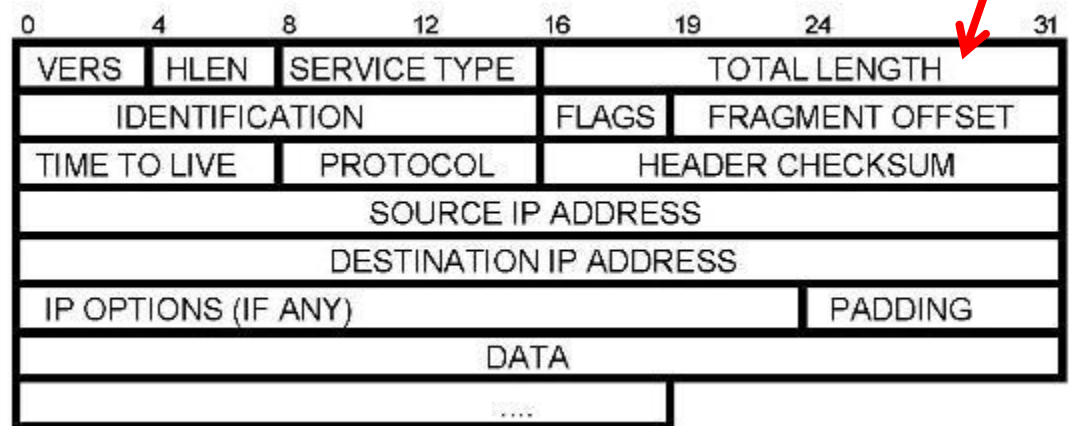 0 4 8 12 16 19 24 31
VERS HLEN SERVICE TYPE TOTAL LENGTH
IDENTIFICATION FLAGS FRAGMENT OFFSET
TIME TO LIVE PROTOCOL HEADER CHECKSUM
SOURCE IP ADDRESS
DESTINATION IP ADDRESS
IP OPTIONS (IF ANY) PADDING
DATA
....